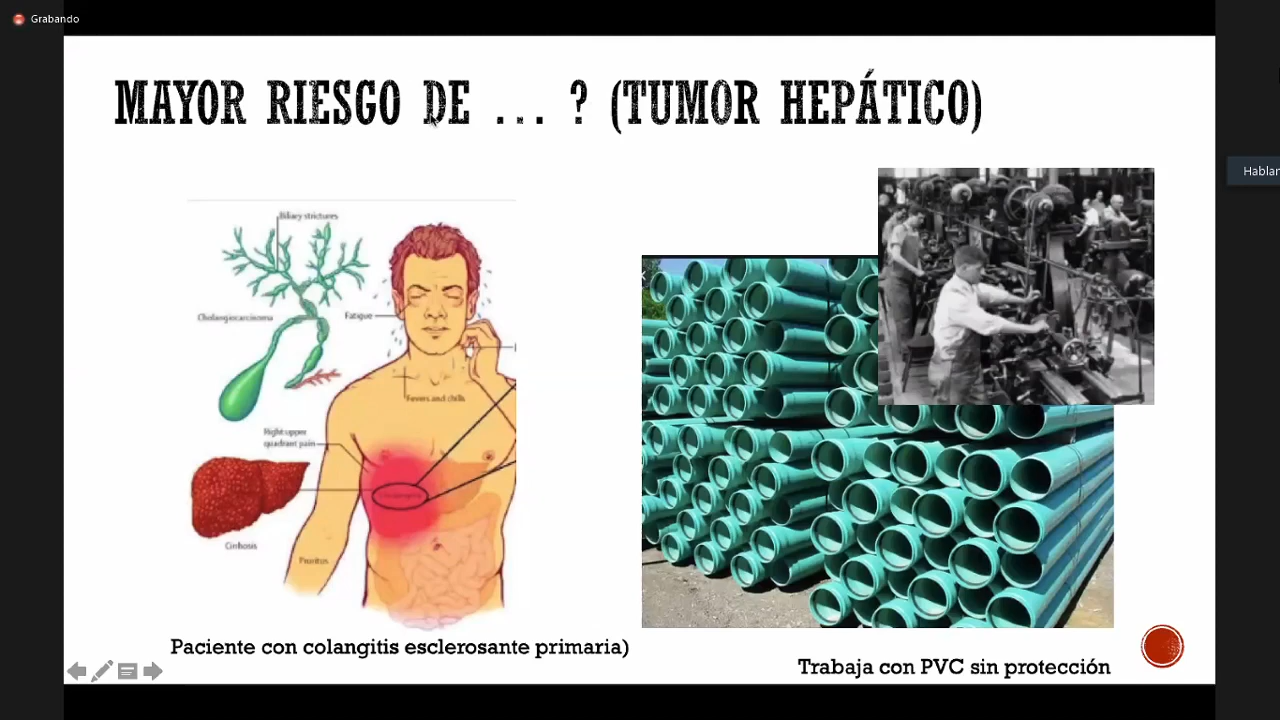 Grabando
MAYOR RIESGO DE ... ? (TUMOR HEPÁTICO)
Hablan
Biliary strictures
Cholangiocarcinoma
Fatigue
Fevers and chills
Right upper
quadrant pain
Cirrhosis
Pruritus
Paciente con colangitis esclerosante primaria)
Trabaja con PVC sin protección